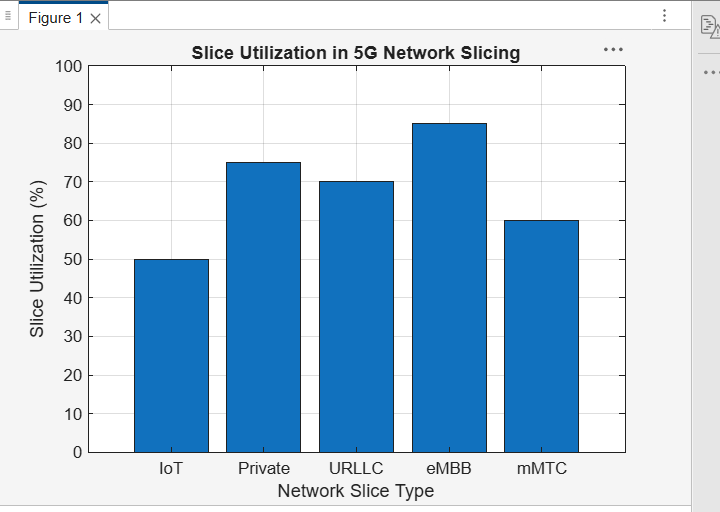 Figure 1
Slice Utilization in 5G Network Slicing
100
90
80
70
60
50
40
30
20
10
0
Slice Utilization (%)
IoT Private URLLC eMBB mMTC
Network Slice Type